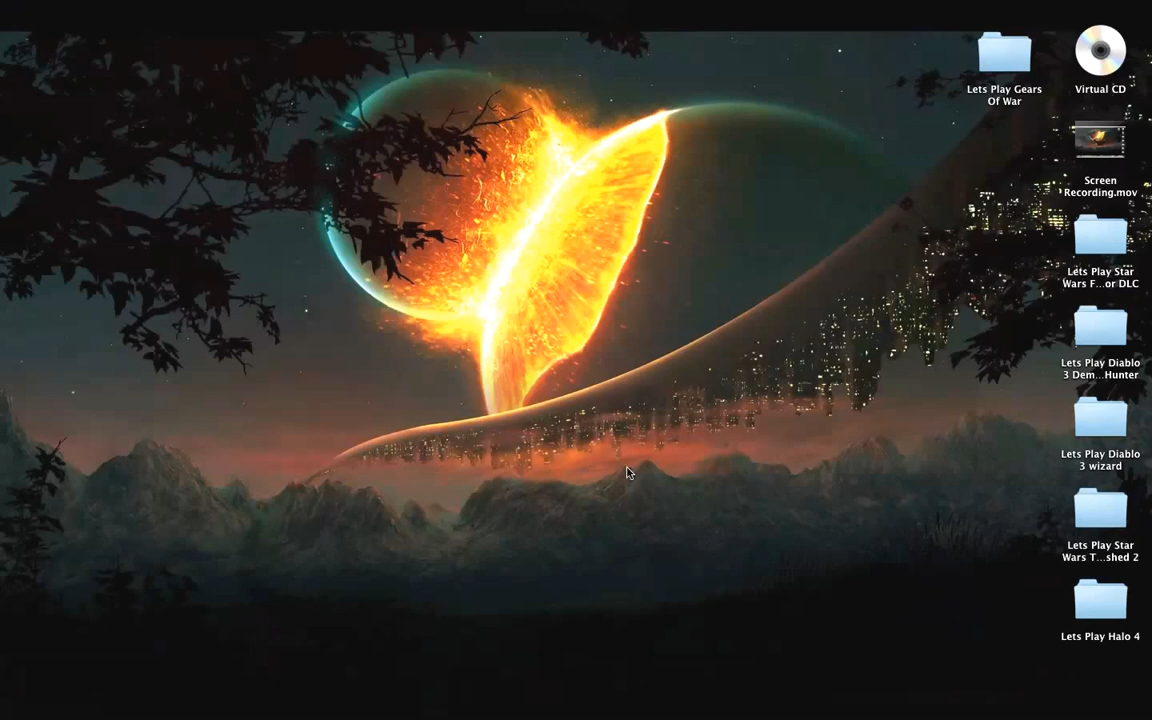 Lets Play Gears
Of War
Virtual CD
Screen
Recording.mov
Lets Play Star
Wars F...or DLC
Lets Play Diablo
3 Dem...Hunter
Lets Play Diablo
3 wizard
Lets Play Star
Wars T...shed 2
Lets Play Halo 4